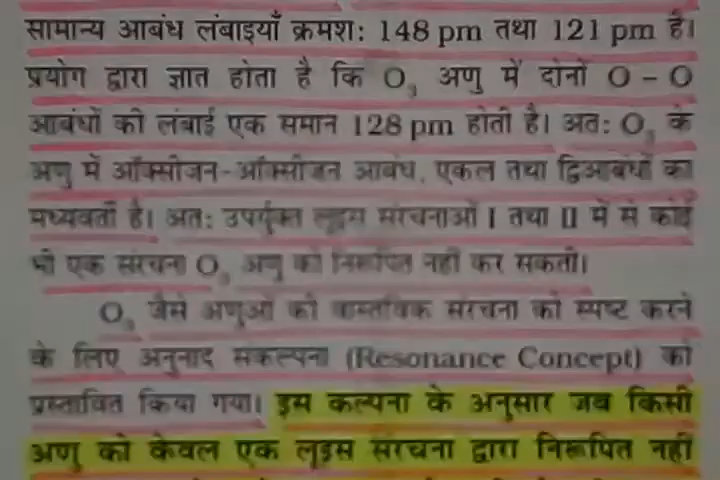 सामान्य आबंध लंबाइयाँ क्रमश: 148 pm तथा 121 pm है।
प्रयोग द्वारा ज्ञात होता है कि O₃ अणु में दोनों O – O
आबंधों की लंबाई एक समान 128 pm होती है। अत: O₃ के
अणु में ऑक्सीजन-ऑक्सीजन आबंध, एकल तथा द्विआबंधों का
मध्यवर्ती है। अत: उपर्युक्त लूइस संरचनाओं I तथा II में से कोई
भी एक संरचना O₃ अणु को निरूपित नहीं कर सकती।
O₃ जैसे अणुओं की वास्तविक संरचना को स्पष्ट करने
के लिए अनुनाद संकल्पना (Resonance Concept) को
प्रस्तावित किया गया। इस कल्पना के अनुसार जब किसी
अणु को केवल एक लूइस संरचना द्वारा निरूपित नहीं